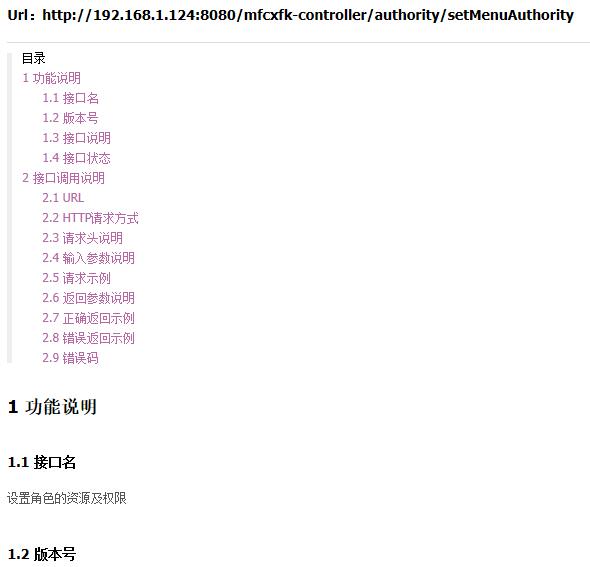 Url：http://192.168.1.124:8080/mfcxfk-controller/authority/setMenuAuthority
目录
1 功能说明
1.1 接口名
1.2 版本号
1.3 接口说明
1.4 接口状态
2 接口调用说明
2.1 URL
2.2 HTTP请求方式
2.3 请求头说明
2.4 输入参数说明
2.5 请求示例
2.6 返回参数说明
2.7 正确返回示例
2.8 错误返回示例
2.9 错误码
1 功能说明
1.1 接口名
设置角色的资源及权限
1.2 版本号